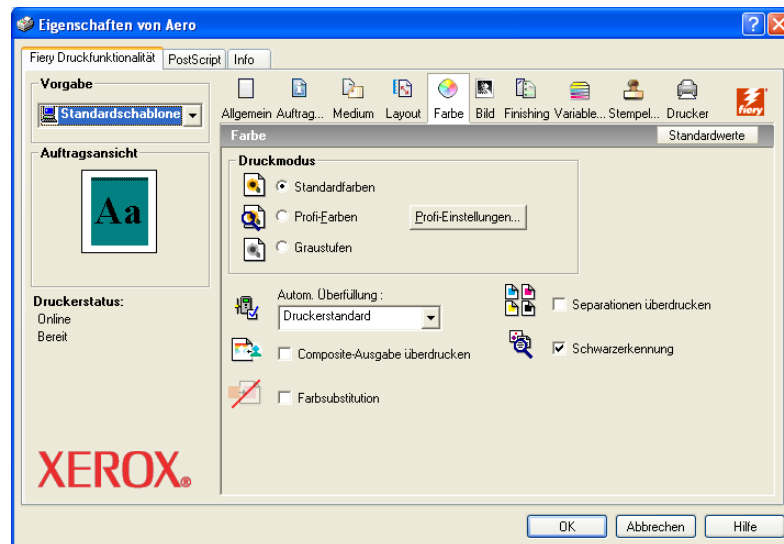 Eigenschaften von Aero
Fiery Druckfunktionalität PostScript Info
Vorgabe
Standardschablone
Auftragsansicht
Aa
Druckerstatus:
Online
Bereit
XEROX®
Allgemein Auftrag... Medium Layout Farbe Bild Finishing Variable... Stempel... Drucker
fiery
Farbe
Standardwerte
Druckmodus
Standardfarben
Profi-Farben
Profi-Einstellungen...
Graustufen
Autom. Überfüllung :
Druckerstandard
Separationen überdrucken
Composite-Ausgabe überdrucken
Schwarzerkennung
Farbsubstitution
OK Abbrechen Hilfe